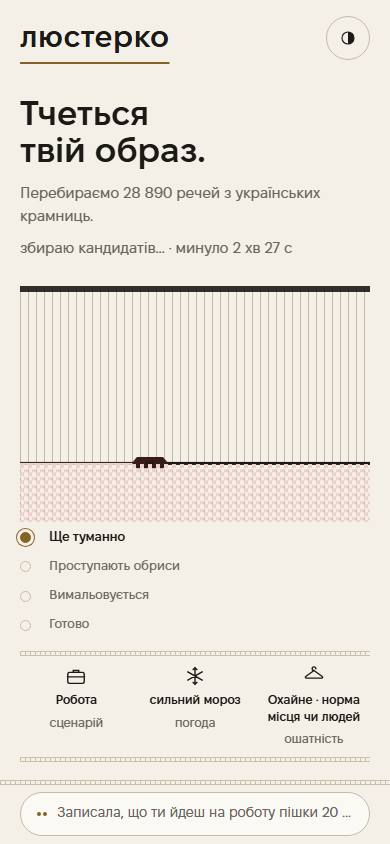 люстерко
Тчеться
твій образ.
Перебираємо 28 890 речей з українських
крамниць.
збираю кандидатів... · минуло 2 хв 27 с
Ще туманно
Проступають обриси
Вимальовується
Готово
Робота
сценарій
сильний мороз
погода
Охайне · норма
місця чи людей
ошатність
Записала, що ти йдеш на роботу пішки 20 ...